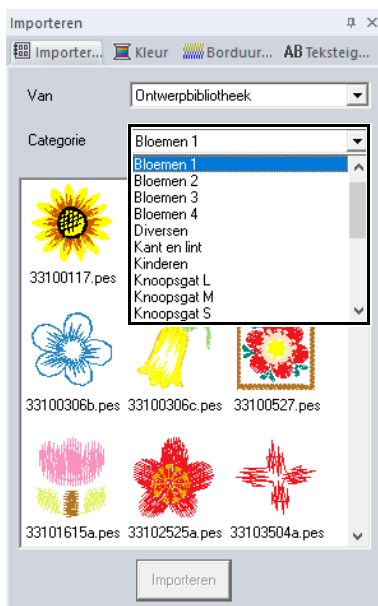 Importeren
Importer... Kleur Borduur... AB Teksteig...
Van Ontwerpbibliotheek
Categorie Bloemen 1
Bloemen 1
Bloemen 2
Bloemen 3
Bloemen 4
Diversen
Kant en lint
Kinderen
Knoopsgat L
Knoopsgat M
Knoopsgat S
33100117.pes
33100306b.pes 33100306c.pes 33100527.pes
33101615a.pes 33102525a.pes 33103504a.pes
Importeren